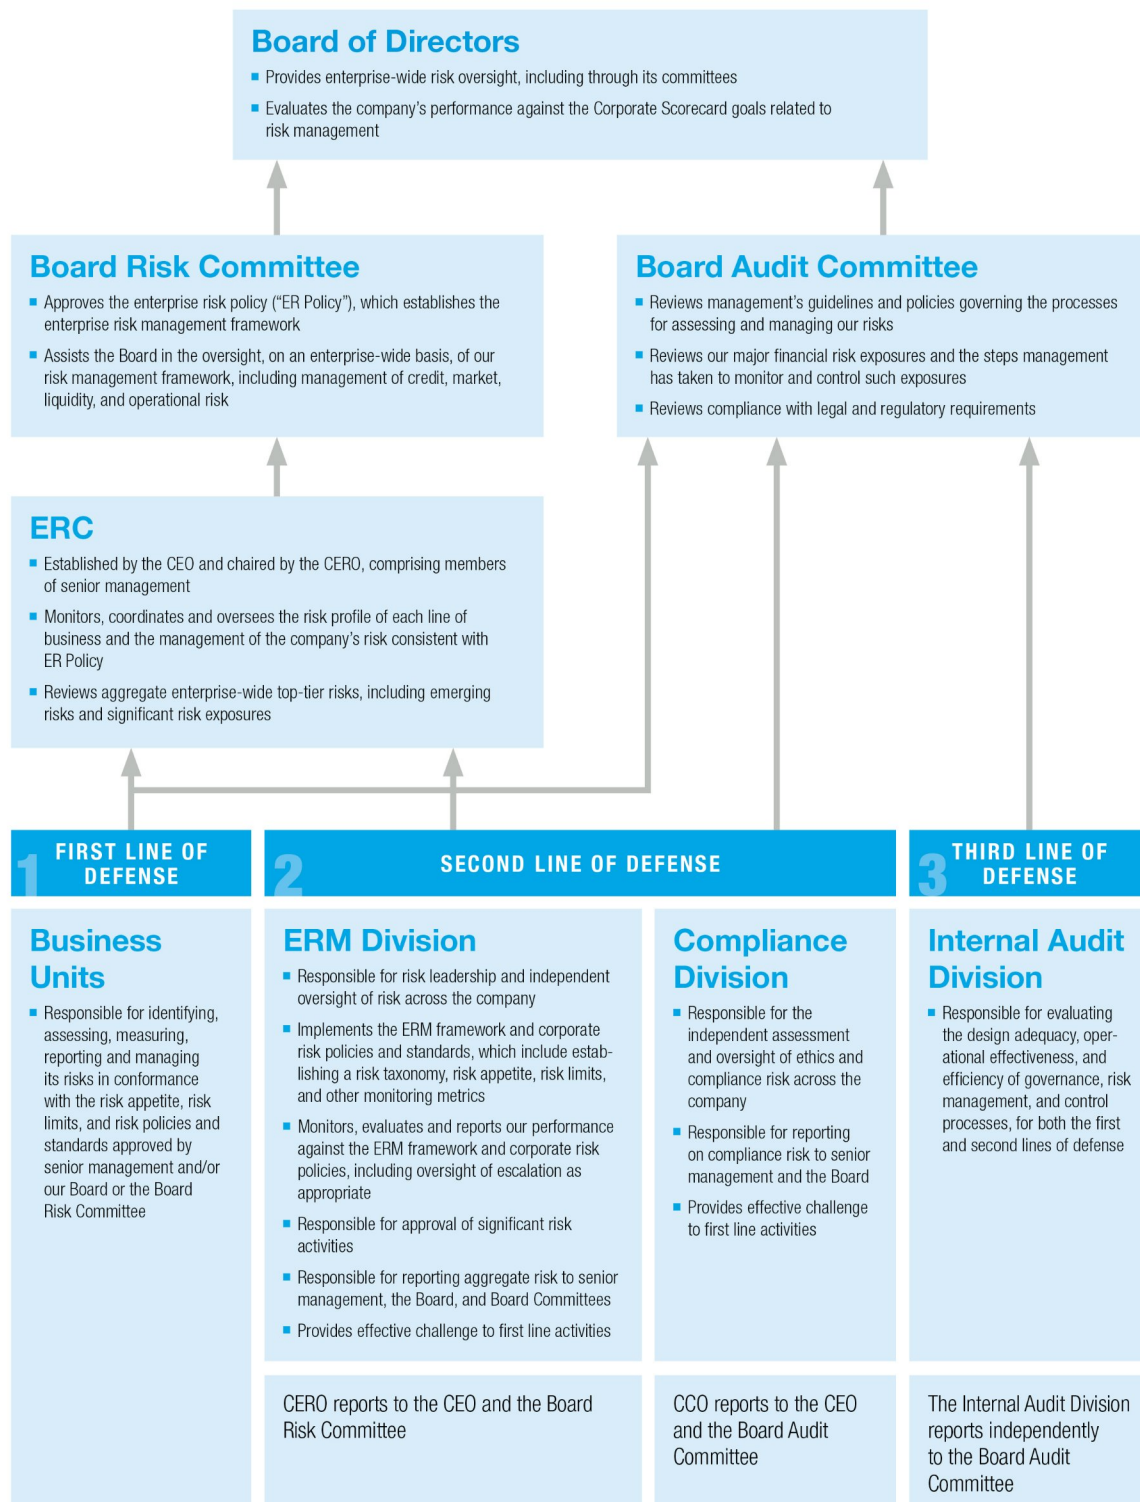 Board of Directors
▪ Provides enterprise-wide risk oversight, including through its committees
▪ Evaluates the company’s performance against the Corporate Scorecard goals related to
risk management
Board Risk Committee
▪ Approves the enterprise risk policy (“ER Policy”), which establishes the
enterprise risk management framework
▪ Assists the Board in the oversight, on an enterprise-wide basis, of our
risk management framework, including management of credit, market,
liquidity, and operational risk
Board Audit Committee
▪ Reviews management’s guidelines and policies governing the processes
for assessing and managing our risks
▪ Reviews our major financial risk exposures and the steps management
has taken to monitor and control such exposures
▪ Reviews compliance with legal and regulatory requirements
ERC
▪ Established by the CEO and chaired by the CERO, comprising members
of senior management
▪ Monitors, coordinates and oversees the risk profile of each line of
business and the management of the company’s risk consistent with
ER Policy
▪ Reviews aggregate enterprise-wide top-tier risks, including emerging
risks and significant risk exposures
1 FIRST LINE OF
DEFENSE
2 SECOND LINE OF DEFENSE
3 THIRD LINE OF
DEFENSE
Business
Units
▪ Responsible for identifying,
assessing, measuring,
reporting and managing
its risks in conformance
with the risk appetite, risk
limits, and risk policies and
standards approved by
senior management and/or
our Board or the Board
Risk Committee
ERM Division
▪ Responsible for risk leadership and independent
oversight of risk across the company
▪ Implements the ERM framework and corporate
risk policies and standards, which include estab-
lishing a risk taxonomy, risk appetite, risk limits,
and other monitoring metrics
▪ Monitors, evaluates and reports our performance
against the ERM framework and corporate risk
policies, including oversight of escalation as
appropriate
▪ Responsible for approval of significant risk
activities
▪ Responsible for reporting aggregate risk to senior
management, the Board, and Board Committees
▪ Provides effective challenge to first line activities
CERO reports to the CEO and the Board
Risk Committee
Compliance
Division
▪ Responsible for the
independent assessment
and oversight of ethics and
compliance risk across the
company
▪ Responsible for reporting
on compliance risk to senior
management and the Board
▪ Provides effective challenge
to first line activities
CCO reports to the CEO
and the Board Audit
Committee
Internal Audit
Division
▪ Responsible for evaluating
the design adequacy, oper-
ational effectiveness, and
efficiency of governance, risk
management, and control
processes, for both the first
and second lines of defense
The Internal Audit Division
reports independently
to the Board Audit
Committee